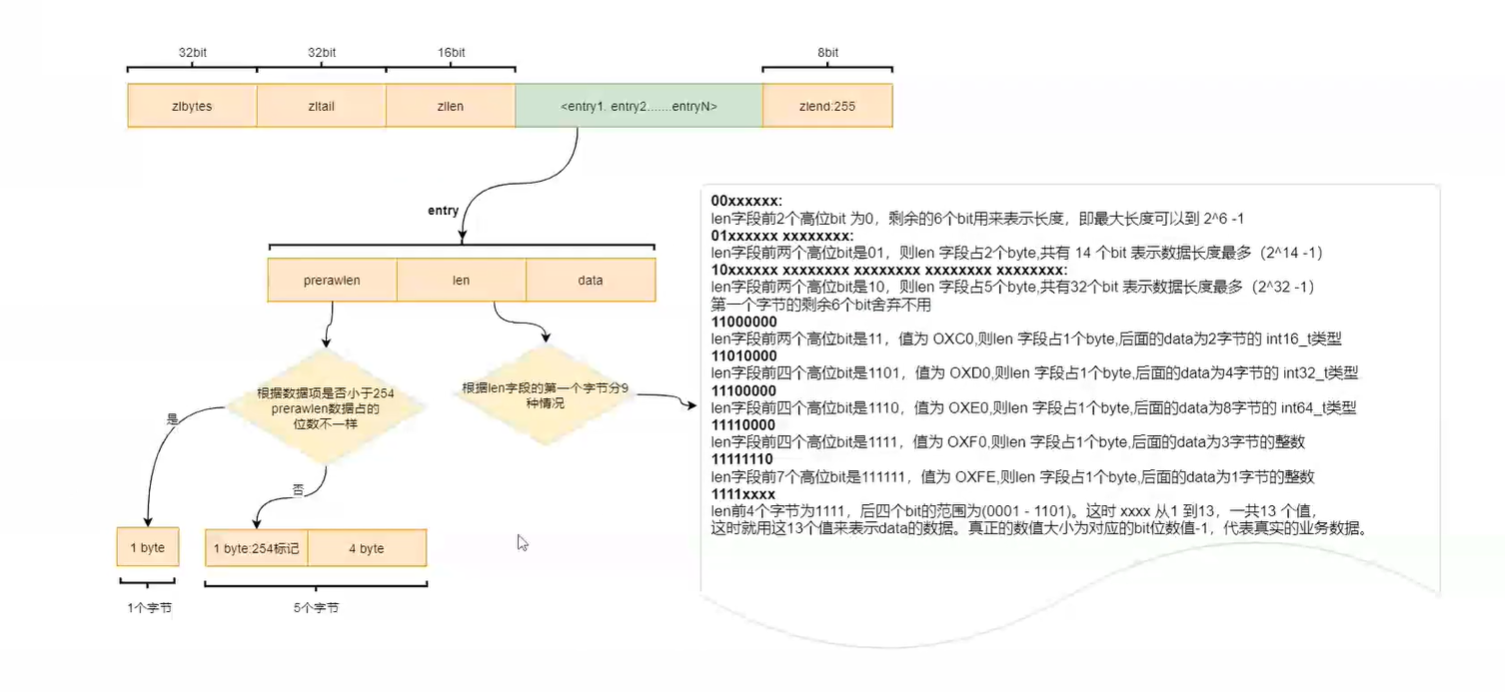 32bit
32bit
16bit
8bit
zlbytes
zltail
zllen
<entry1. entry2.......entryN>
zlend:255
entry
prerawlen
len
data
根据数据项是否小于254
prerawlen数据占的
位数不一样
根据len字段的第一个字节分9
种情况
是
否
1 byte
1 byte:254标记
4 byte
1个字节
5个字节
00xxxxxx:
len字段前2个高位bit 为0，剩余的6个bit用来表示长度，即最大长度可以到 2^6 -1
01xxxxxx xxxxxxxx:
len字段前两个高位bit是01，则len 字段占2个byte,共有 14 个bit 表示数据长度最多（2^14 -1）
10xxxxxx xxxxxxxx xxxxxxxx xxxxxxxx xxxxxxxx:
len字段前两个高位bit是10，则len 字段占5个byte,共有32个bit 表示数据长度最多（2^32 -1）
第一个字节的剩余6个bit舍弃不用
11000000
len字段前两个高位bit是11，值为 OXC0,则len 字段占1个byte,后面的data为2字节的 int16_t类型
11010000
len字段前四个高位bit是1101，值为 OXD0,则len 字段占1个byte,后面的data为4字节的 int32_t类型
11100000
len字段前四个高位bit是1110，值为 OXE0,则len 字段占1个byte,后面的data为8字节的 int64_t类型
11110000
len字段前四个高位bit是1111，值为 OXF0,则len 字段占1个byte,后面的data为3字节的整数
11111110
len字段前7个高位bit是111111，值为 OXFE,则len 字段占1个byte,后面的data为1字节的整数
1111xxxx
len前4个字节为1111，后四个bit的范围为(0001 - 1101)。这时 xxxx 从1 到13，一共13 个值，
这时就用这13个值来表示data的数据。真正的数值大小为对应的bit位数值-1，代表真实的业务数据。